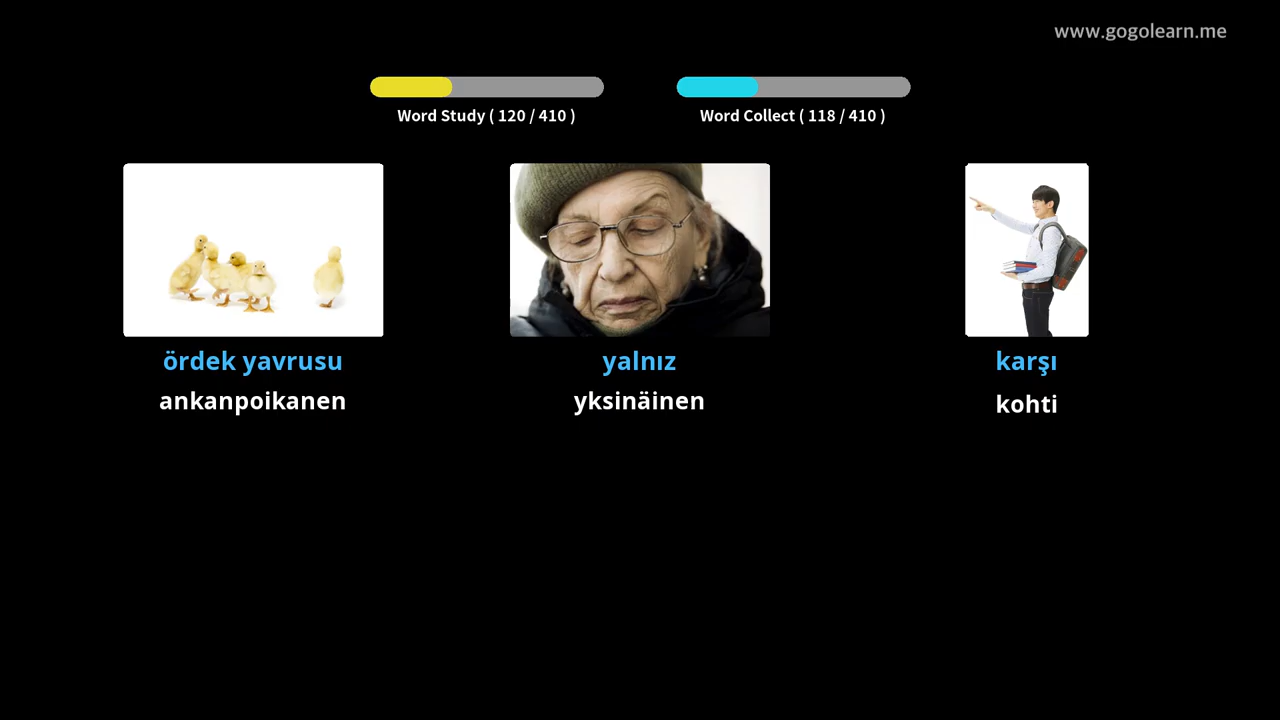 www.gogolearn.me
Word Study ( 120 / 410 )
Word Collect ( 118 / 410 )
ördek yavrusu
ankanpoikanen
yalnız
yksinäinen
karşı
kohti